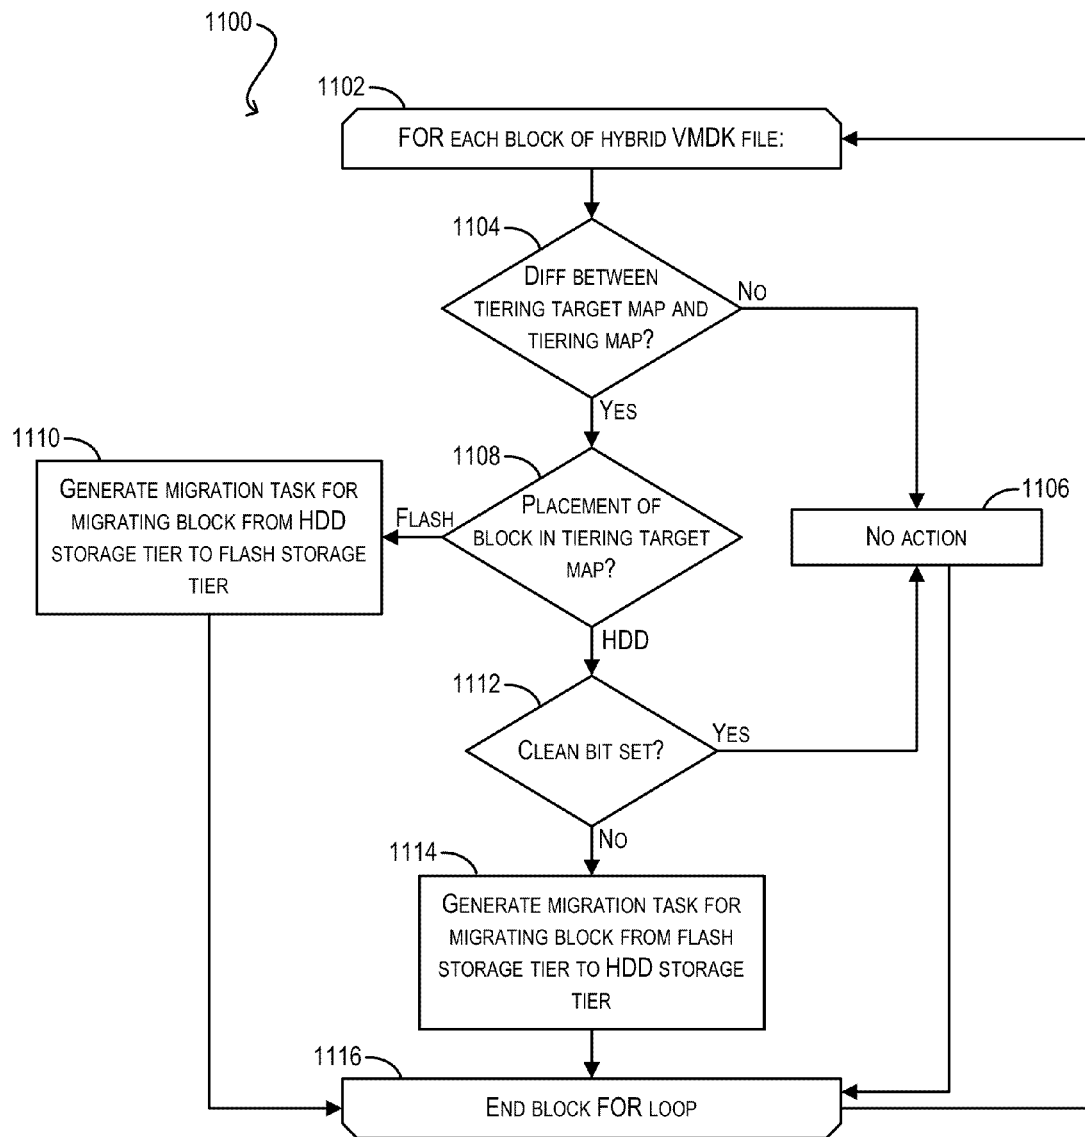 1100
1102
FOR EACH BLOCK OF HYBRID VMDK FILE:
1104
DIFF BETWEEN
TIERING TARGET MAP AND
TIERING MAP?
NO
YES
1110
GENERATE MIGRATION TASK FOR
MIGRATING BLOCK FROM HDD
STORAGE TIER TO FLASH STORAGE
TIER
FLASH
1108
PLACEMENT OF
BLOCK IN TIERING TARGET
MAP?
1106
NO ACTION
HDD
1112
CLEAN BIT SET?
YES
NO
1114
GENERATE MIGRATION TASK FOR
MIGRATING BLOCK FROM FLASH
STORAGE TIER TO HDD STORAGE
TIER
1116
END BLOCK FOR LOOP